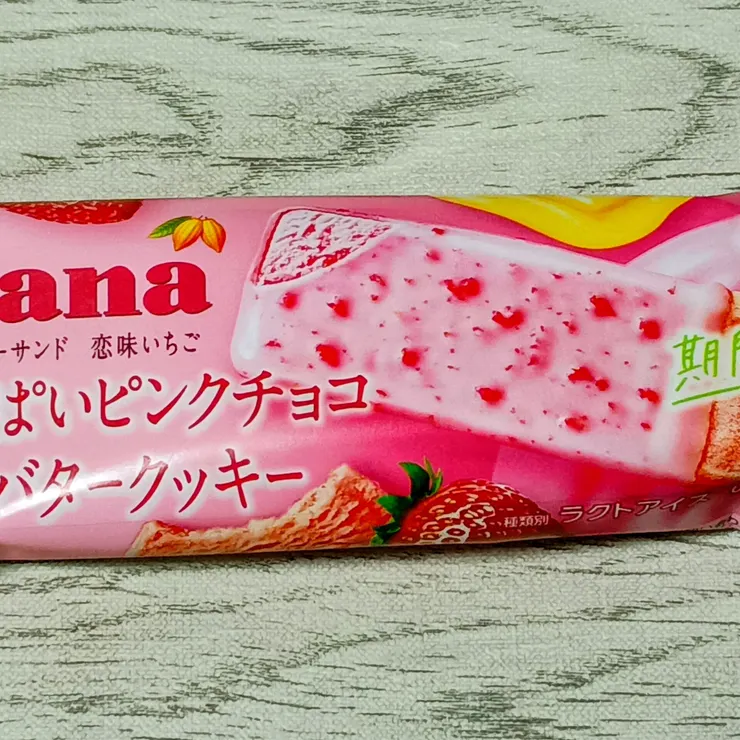 ana
ーサンド 恋味いちご
ぱいピンクチョコ
バタークッキー
期
種類別 ラクトアイス